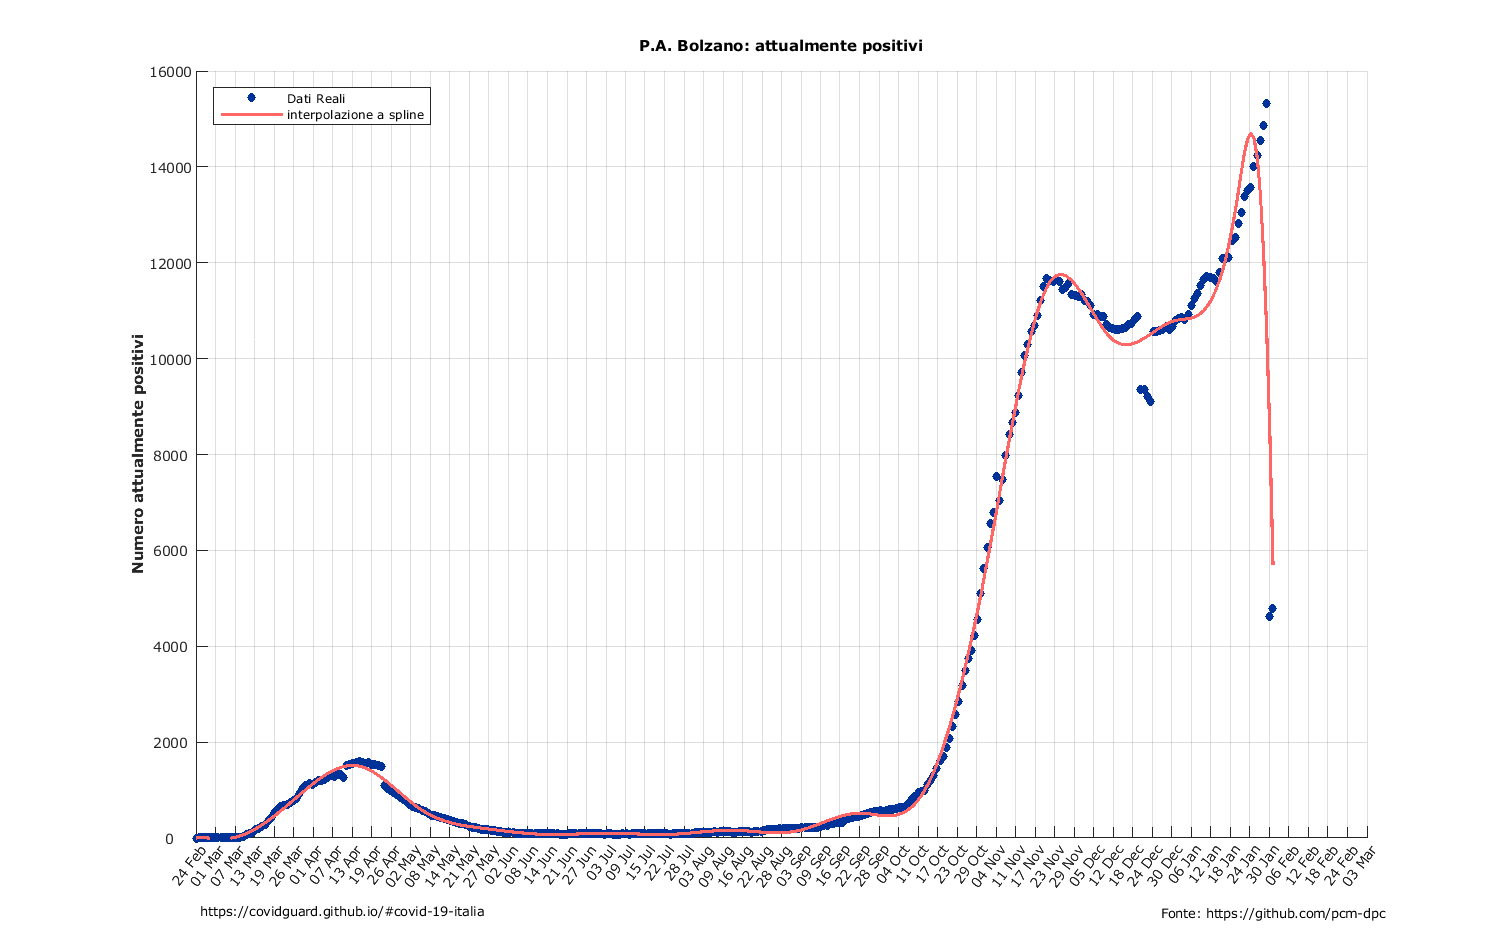 P.A. Bolzano: attualmente positivi
16000
14000
12000
10000
8000
6000
4000
2000
0
Numero attualmente positivi
Dati Reali
interpolazione a spline
24 Feb
01 Mar
07 Mar
13 Mar
19 Mar
26 Mar
01 Apr
07 Apr
13 Apr
19 Apr
26 Apr
02 May
08 May
14 May
21 May
27 May
02 Jun
08 Jun
14 Jun
21 Jun
27 Jun
03 Jul
09 Jul
15 Jul
22 Jul
28 Jul
03 Aug
09 Aug
16 Aug
22 Aug
28 Aug
03 Sep
09 Sep
16 Sep
22 Sep
28 Sep
04 Oct
11 Oct
17 Oct
23 Oct
29 Oct
04 Nov
11 Nov
17 Nov
23 Nov
29 Nov
05 Dec
12 Dec
18 Dec
24 Dec
30 Dec
06 Jan
12 Jan
18 Jan
24 Jan
30 Jan
06 Feb
12 Feb
18 Feb
24 Feb
03 Mar
https://covidguard.github.io/#covid-19-italia
Fonte: https://github.com/pcm-dpc